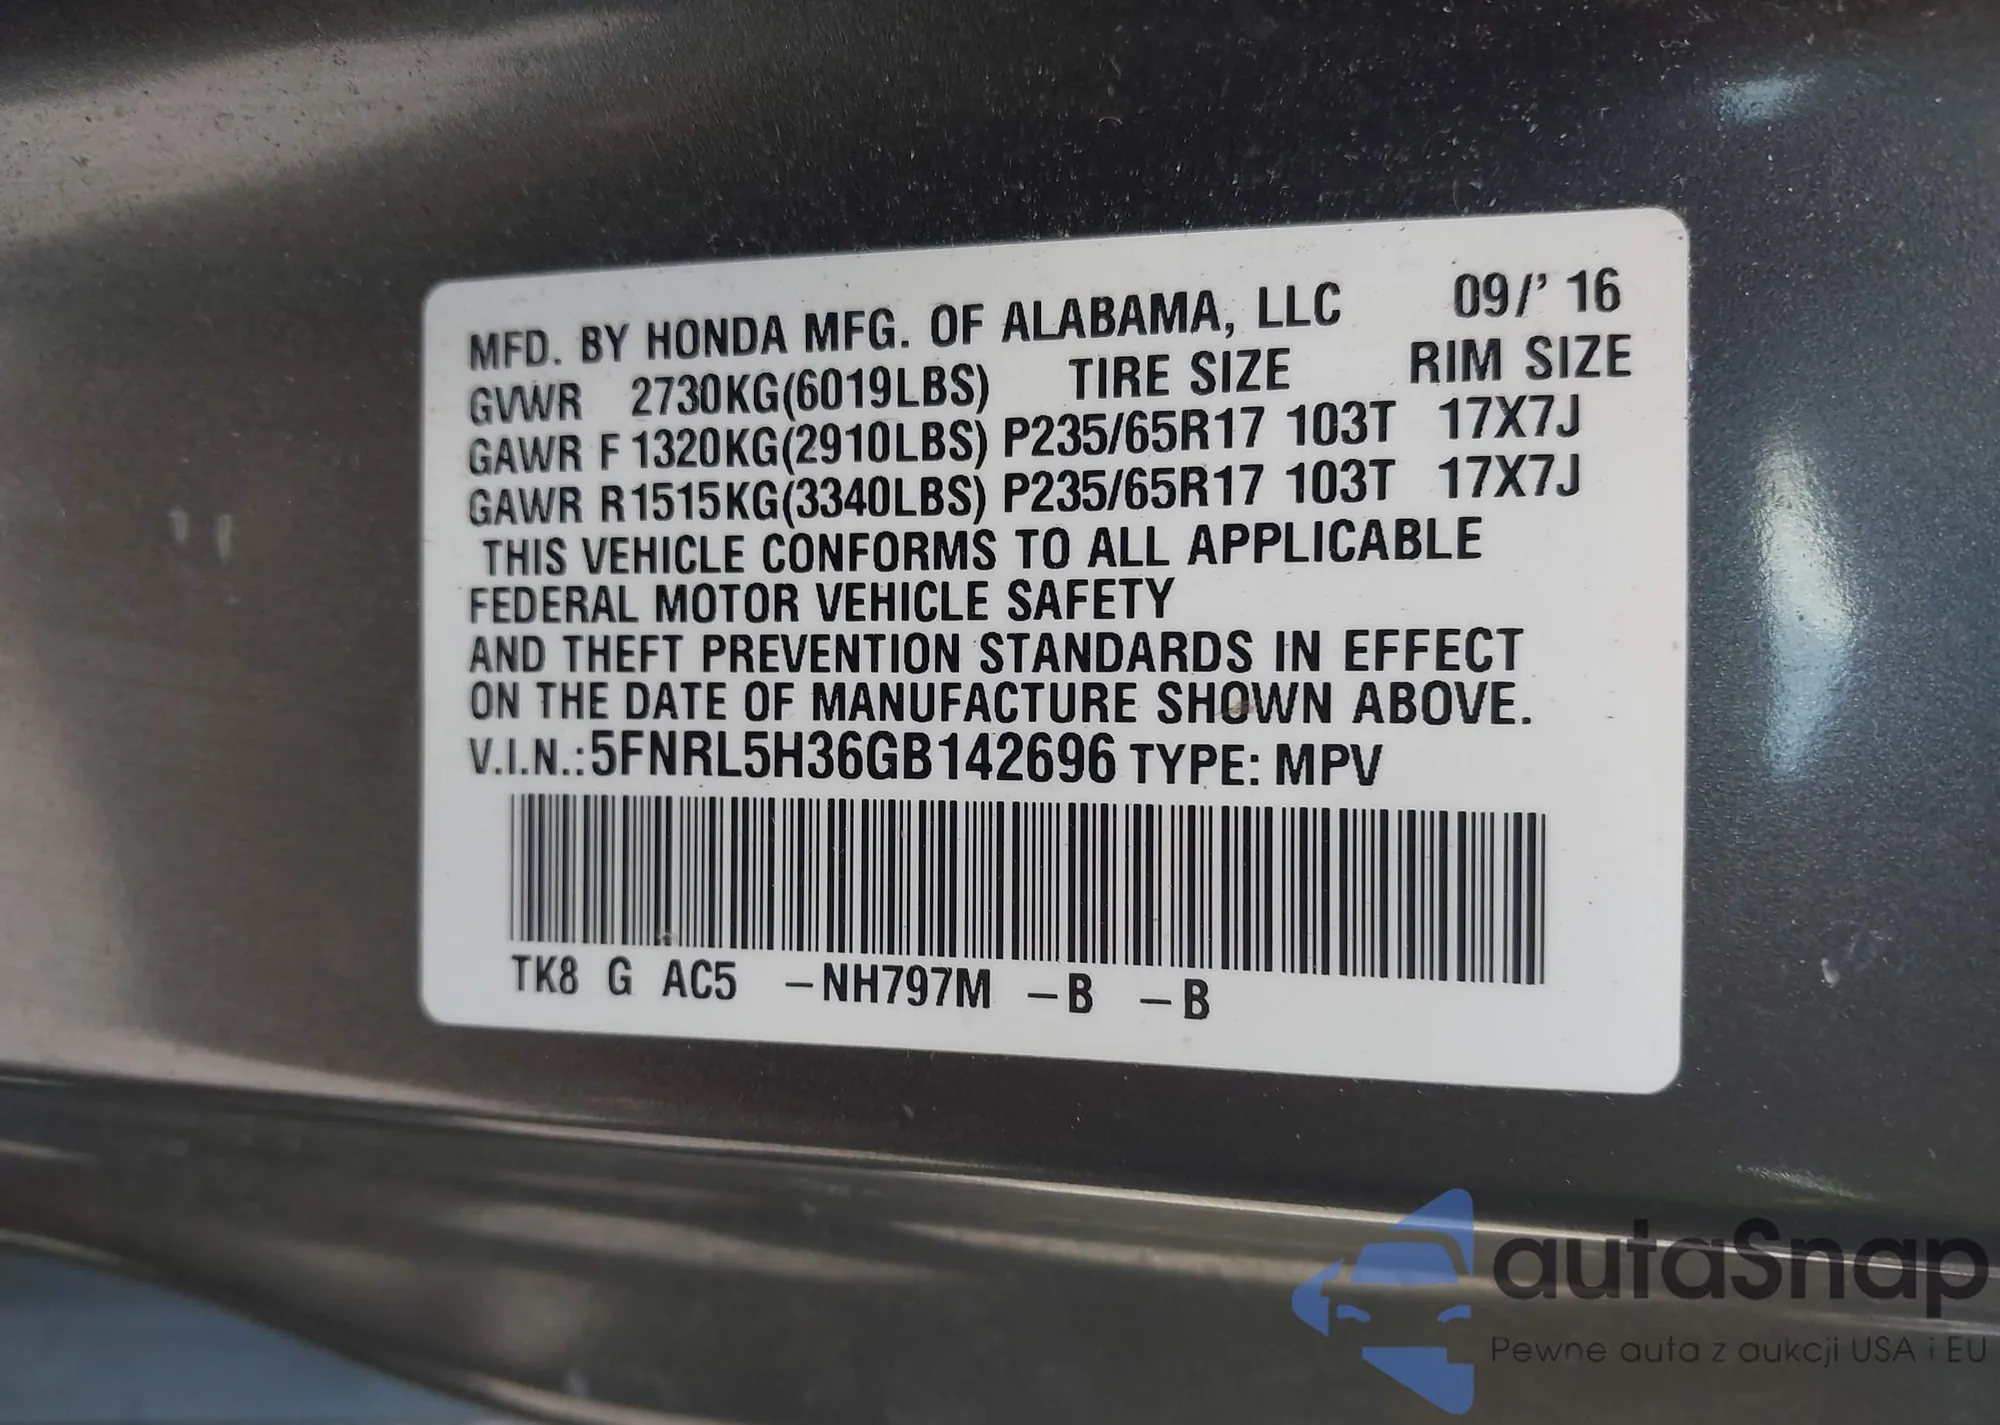 MFD. BY HONDA MFG. OF ALABAMA, LLC 09/' 16
GVWR 2730KG(6019LBS) TIRE SIZE RIM SIZE
GAWR F 1320KG(2910LBS) P235/65R17 103T 17X7J
GAWR R1515KG(3340LBS) P235/65R17 103T 17X7J
THIS VEHICLE CONFORMS TO ALL APPLICABLE
FEDERAL MOTOR VEHICLE SAFETY
AND THEFT PREVENTION STANDARDS IN EFFECT
ON THE DATE OF MANUFACTURE SHOWN ABOVE.
V.I.N.:5FNRL5H36GB142696 TYPE: MPV
TK8 G AC5 –NH797M –B –B
autaSnap
Pewne auta z aukcji USA i EU